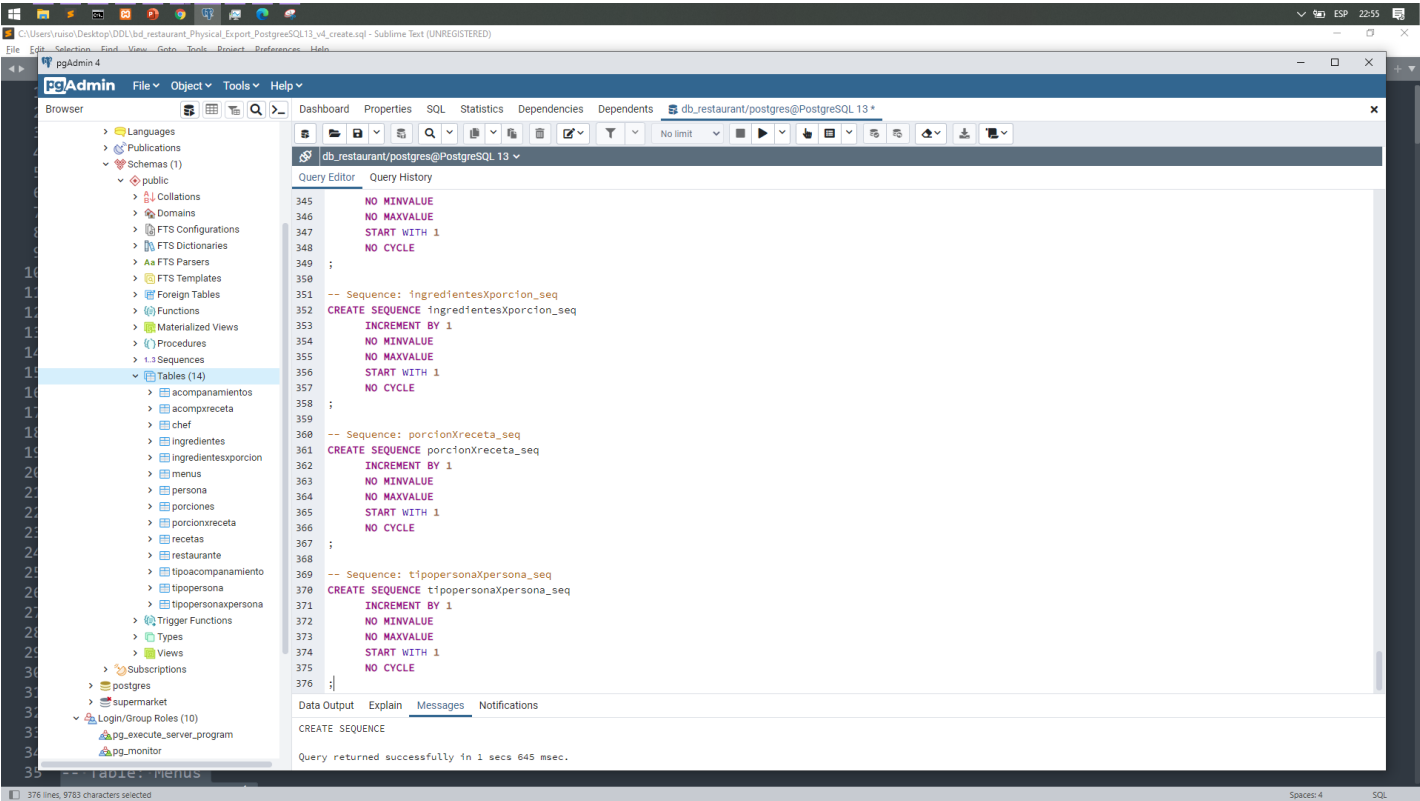 ESP 22:55
C:\Users\ruiso\Desktop\DDL\bd_restaurant_Physical_Export_PostgreeSQL13_v4_create.sql - Sublime Text (UNREGISTERED)
File Edit Selection Find View Goto Tools Project Preferences Help
pgAdmin 4
pgAdmin File Object Tools Help
Browser
Dashboard Properties SQL Statistics Dependencies Dependents db_restaurant/postgres@PostgreSQL 13 *
No limit
db_restaurant/postgres@PostgreSQL 13
Query Editor Query History
Languages
Publications
Schemas (1)
public
Collations
Domains
FTS Configurations
FTS Dictionaries
Aa FTS Parsers
FTS Templates
Foreign Tables
Functions
Materialized Views
Procedures
1..3 Sequences
Tables (14)
acompanamientos
acompxreceta
chef
ingredientes
ingredientesxporcion
menus
persona
porciones
porcionxreceta
recetas
restaurante
tipoacompanamiento
tipopersona
tipopersonaxpersona
Trigger Functions
Types
Views
Subscriptions
postgres
supermarket
Login/Group Roles (10)
pg_execute_server_program
pg_monitor
345 NO MINVALUE
346 NO MAXVALUE
347 START WITH 1
348 NO CYCLE
349 ;
350
351 -- Sequence: ingredientesXporcion_seq
352 CREATE SEQUENCE ingredientesXporcion_seq
353 INCREMENT BY 1
354 NO MINVALUE
355 NO MAXVALUE
356 START WITH 1
357 NO CYCLE
358 ;
359
360 -- Sequence: porcionXreceta_seq
361 CREATE SEQUENCE porcionXreceta_seq
362 INCREMENT BY 1
363 NO MINVALUE
364 NO MAXVALUE
365 START WITH 1
366 NO CYCLE
367 ;
368
369 -- Sequence: tipopersonaXpersona_seq
370 CREATE SEQUENCE tipopersonaXpersona_seq
371 INCREMENT BY 1
372 NO MINVALUE
373 NO MAXVALUE
374 START WITH 1
375 NO CYCLE
376 ;
Data Output Explain Messages Notifications
CREATE SEQUENCE
Query returned successfully in 1 secs 645 msec.
35 -- Table: Menus
376 lines, 9783 characters selected
Spaces: 4 SQL